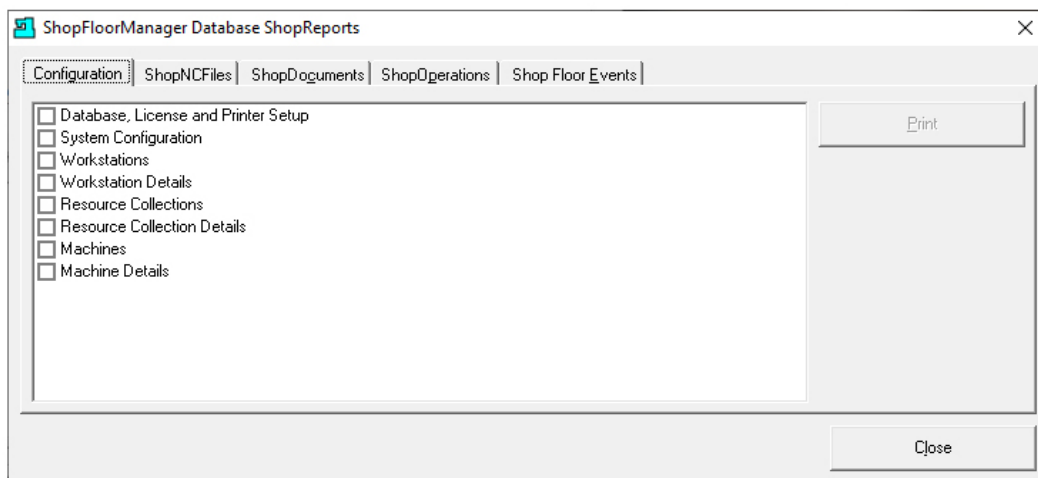 ShopFloorManager Database ShopReports
Configuration ShopNCFiles ShopDocuments ShopOperations Shop Floor Events
Database, License and Printer Setup
System Configuration
Workstations
Workstation Details
Resource Collections
Resource Collection Details
Machines
Machine Details
Print
Close